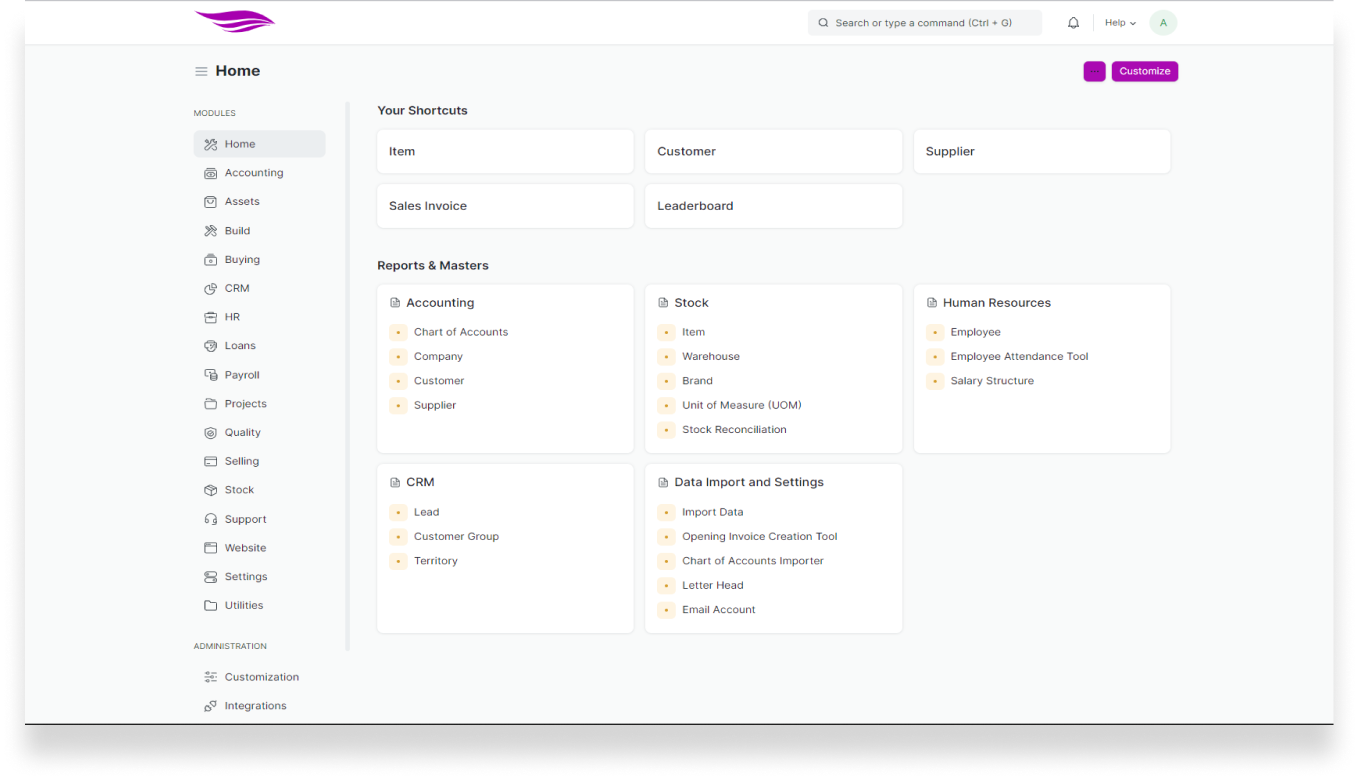 Search or type a command (Ctrl + G)
Help
A
Home
Customize
MODULES
Home
Accounting
Assets
Build
Buying
CRM
HR
Loans
Payroll
Projects
Quality
Selling
Stock
Support
Website
Settings
Utilities
ADMINISTRATION
Customization
Integrations
Your Shortcuts
Item
Customer
Supplier
Sales Invoice
Leaderboard
Reports & Masters
Accounting
Chart of Accounts
Company
Customer
Supplier
Stock
Item
Warehouse
Brand
Unit of Measure (UOM)
Stock Reconciliation
Human Resources
Employee
Employee Attendance Tool
Salary Structure
CRM
Lead
Customer Group
Territory
Data Import and Settings
Import Data
Opening Invoice Creation Tool
Chart of Accounts Importer
Letter Head
Email Account